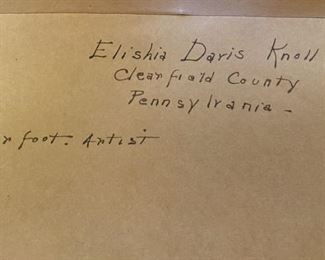 Elishia Davis Knoll
Clearfield County
Pennsylvania -
r foot. Artist